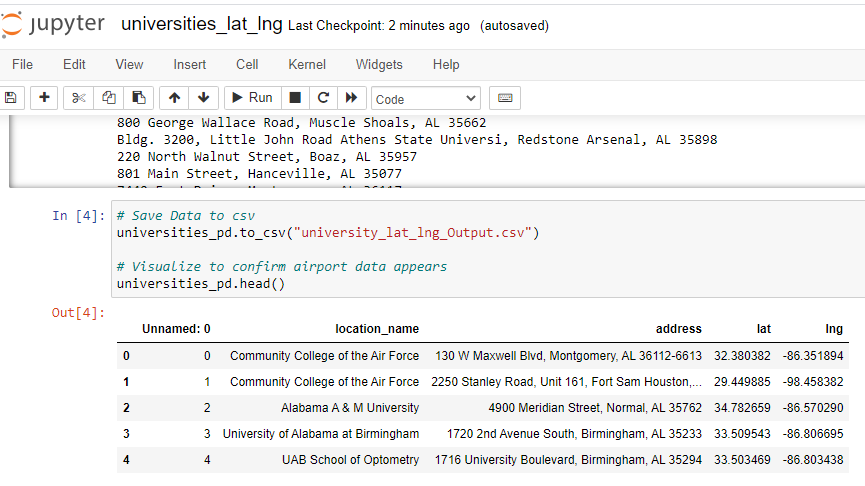 jupyter universities_lat_lng Last Checkpoint: 2 minutes ago (autosaved)
File Edit View Insert Cell Kernel Widgets Help
Run Code
800 George Wallace Road, Muscle Shoals, AL 35662
Bldg. 3200, Little John Road Athens State Universi, Redstone Arsenal, AL 35898
220 North Walnut Street, Boaz, AL 35957
801 Main Street, Hanceville, AL 35077
In [4]: # Save Data to csv
universities_pd.to_csv("university_lat_lng_Output.csv")
# Visualize to confirm airport data appears
universities_pd.head()
Out[4]:
Unnamed: 0 location_name address lat lng
0 0 Community College of the Air Force 130 W Maxwell Blvd, Montgomery, AL 36112-6613 32.380382 -86.351894
1 1 Community College of the Air Force 2250 Stanley Road, Unit 161, Fort Sam Houston,... 29.449885 -98.458382
2 2 Alabama A & M University 4900 Meridian Street, Normal, AL 35762 34.782659 -86.570290
3 3 University of Alabama at Birmingham 1720 2nd Avenue South, Birmingham, AL 35233 33.509543 -86.806695
4 4 UAB School of Optometry 1716 University Boulevard, Birmingham, AL 35294 33.503469 -86.803438